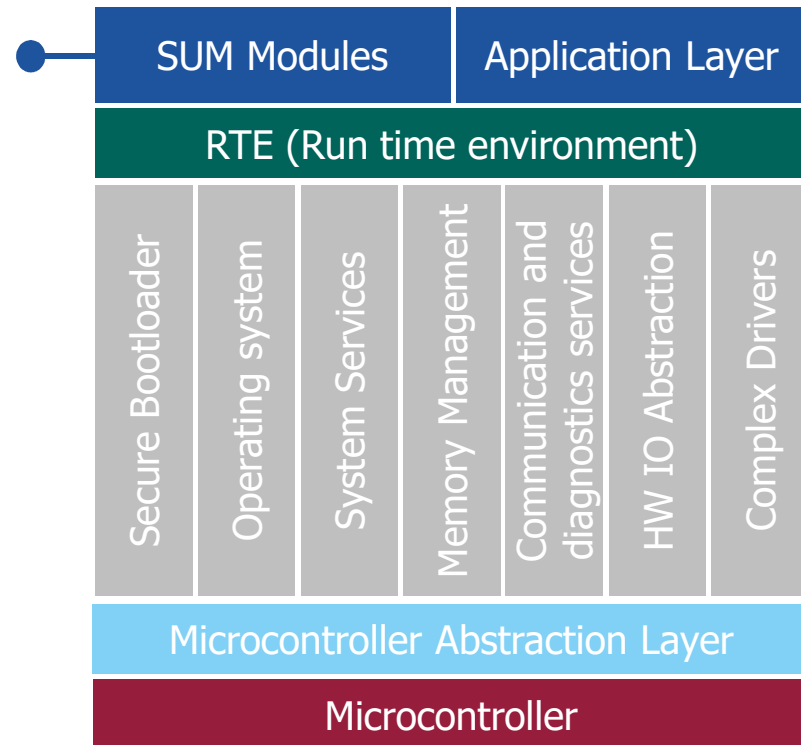 SUM Modules
Application Layer
RTE (Run time environment)
Secure Bootloader
Operating system
System Services
Memory Management
Communication and
diagnostics services
HW IO Abstraction
Complex Drivers
Microcontroller Abstraction Layer
Microcontroller